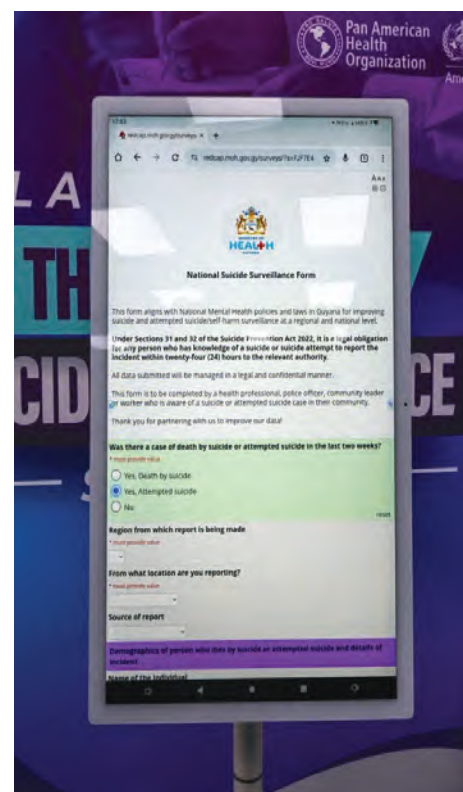 Pan American
Health
Organization
Ame
L A
TH
CID
CE
S
17:53
redcap.moh.gov.gy/surveys
redcap.moh.gov.gy/surveys/?s=
AAA
HEALTH
National Suicide Surveillance Form
This form aligns with National Mental Health policies and laws in Guyana for improving
suicide and attempted suicide/self-harm surveillance at a regional and national level.
Under Sections 31 and 32 of the Suicide Prevention Act 2022, it is a legal obligation
for any person who has knowledge of a suicide or suicide attempt to report the
incident within twenty-four (24) hours to the relevant authority.
All data submitted will be managed in a legal and confidential manner.
This form is to be completed by a health professional, police officer, community leader
or worker who is aware of a suicide or attempted suicide case in their community.
Thank you for partnering with us to improve our data!
Was there a case of death by suicide or attempted suicide in the last two weeks?
* must provide value
Yes, Death by suicide
Yes, Attempted suicide
No
reset
Region from which report is being made
* must provide value
From what location are you reporting?
* must provide value
Source of report
Demographics of person who dies by suicide or attempted suicide and details of
incident
Name of the Individual